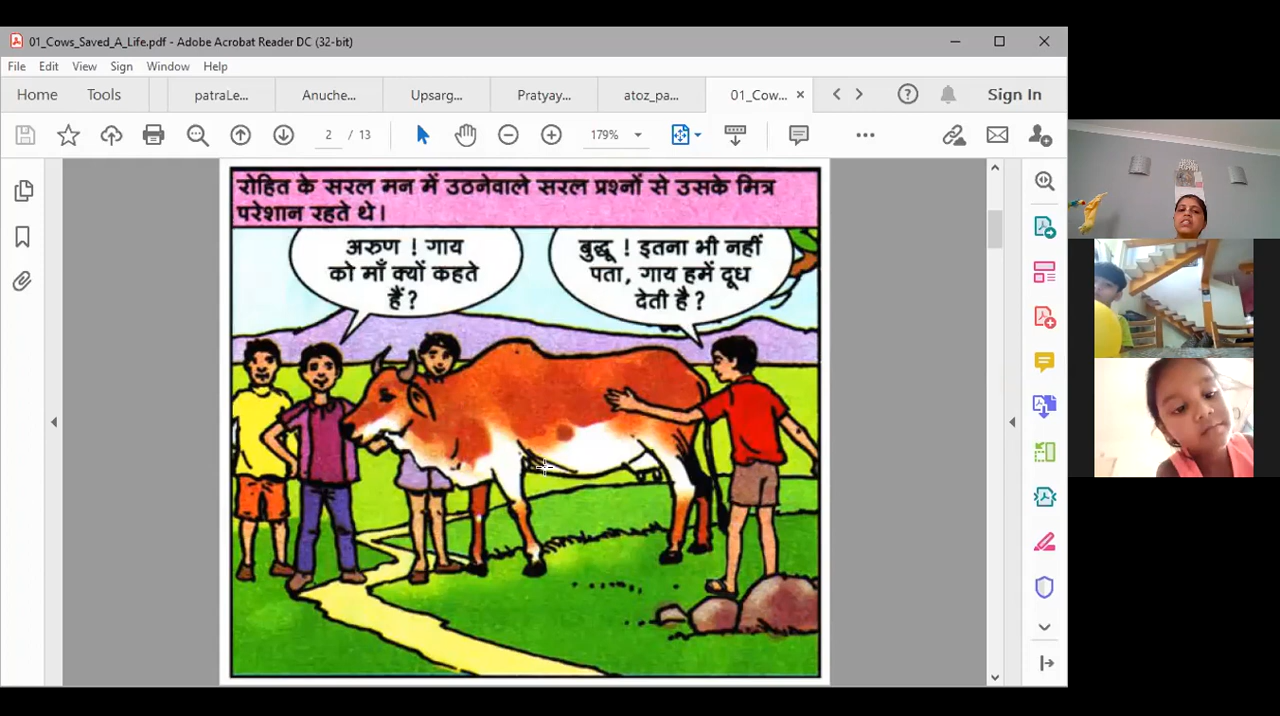 01_Cows_Saved_A_Life.pdf - Adobe Acrobat Reader DC (32-bit)
File Edit View Sign Window Help
Home Tools patraLe... Anuche... Upsarg... Pratyay... atoz_pa... 01_Cow... Sign In
2 / 13 179%
रोहित के सरल मन में उठनेवाले सरल प्रश्नों से उसके मित्र
परेशान रहते थे।
अरुण ! गाय
को माँ क्यों कहते
हैं ?
बुद्धू ! इतना भी नहीं
पता, गाय हमें दूध
देती है ?